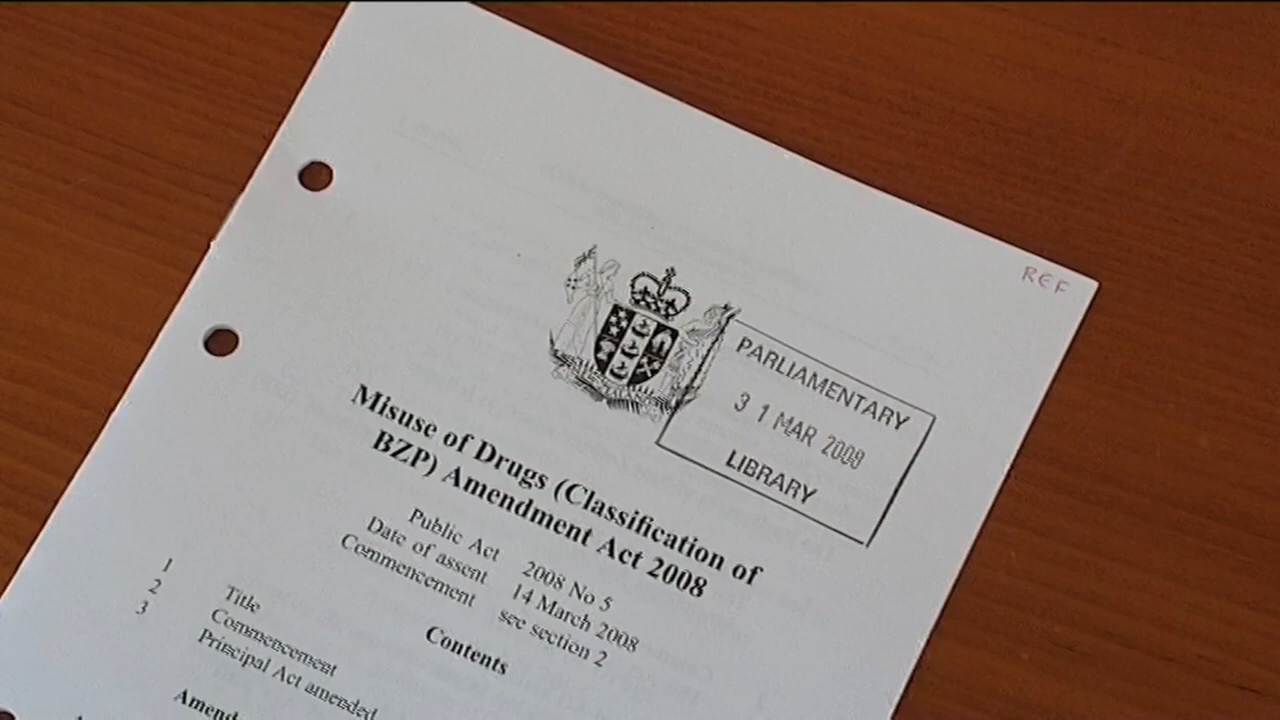 REF
PARLIAMENTARY
3 1 MAR 2008
LIBRARY
Misuse of Drugs (Classification of
BZP) Amendment Act 2008
Public Act 2008 No 5
Date of assent 14 March 2008
Commencement see section 2
Contents
1 Title
2 Commencement
3 Principal Act amended